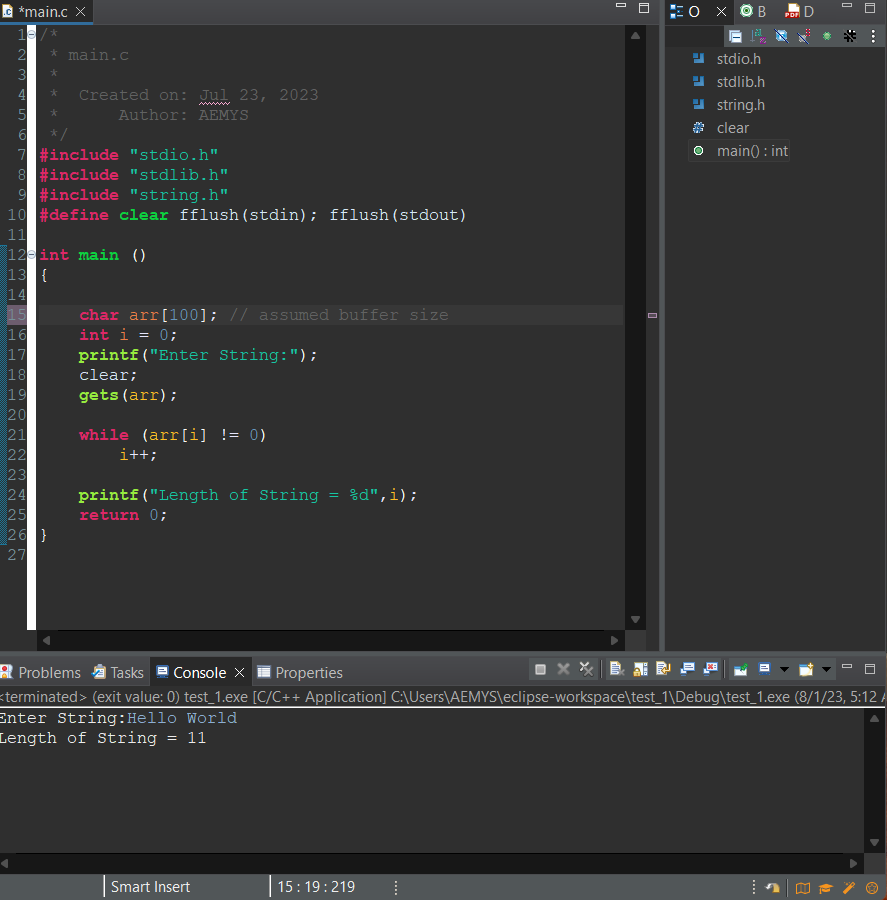 *main.c
1 /*
2  * main.c
3  *
4  *  Created on: Jul 23, 2023
5  *      Author: AEMYS
6  */
7 #include "stdio.h"
8 #include "stdlib.h"
9 #include "string.h"
10 #define clear fflush(stdin); fflush(stdout)
11
12 int main ()
13 {
14
15     char arr[100]; // assumed buffer size
16     int i = 0;
17     printf("Enter String:");
18     clear;
19     gets(arr);
20
21     while (arr[i] != 0)
22         i++;
23
24     printf("Length of String = %d",i);
25     return 0;
26 }
27
O B D
stdio.h
stdlib.h
string.h
clear
main() : int
Problems Tasks Console Properties
<terminated> (exit value: 0) test_1.exe [C/C++ Application] C:\Users\AEMYS\eclipse-workspace\test_1\Debug\test_1.exe (8/1/23, 5:12 A
Enter String:Hello World
Length of String = 11
Smart Insert 15 : 19 : 219